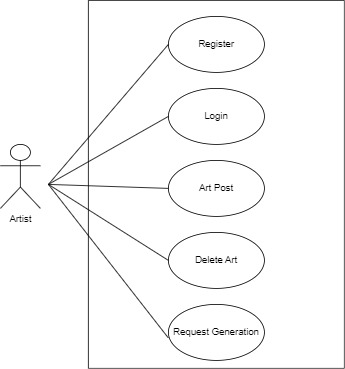 Register
Login
Art Post
Artist
Delete Art
Request Generation